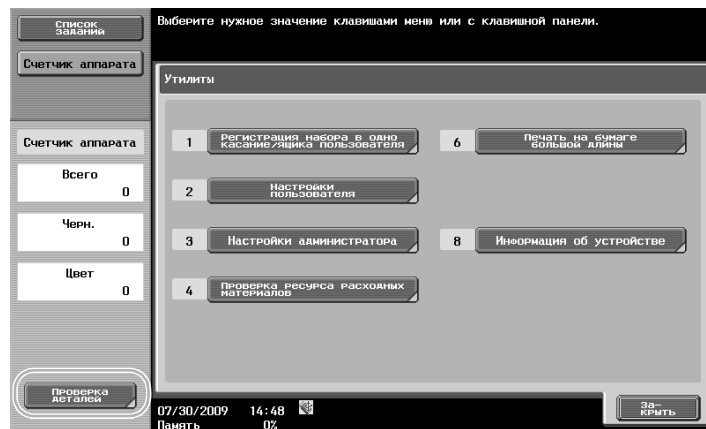 Список
заданий
Выберите нужное значение клавишами меню или с клавишной панели.
Счетчик аппарата
Утилиты
Счетчик аппарата
Всего
0
Черн.
0
Цвет
0
1 Регистрация набора в одно
касание/ящика пользователя
2 Настройки
пользователя
3 Настройки администратора
4 Проверка ресурса расходных
материалов
6 Печать на бумаге
большой длины
8 Информация об устройстве
Проверка
деталей
07/30/2009 14:48
Память 0%
За-
крыть